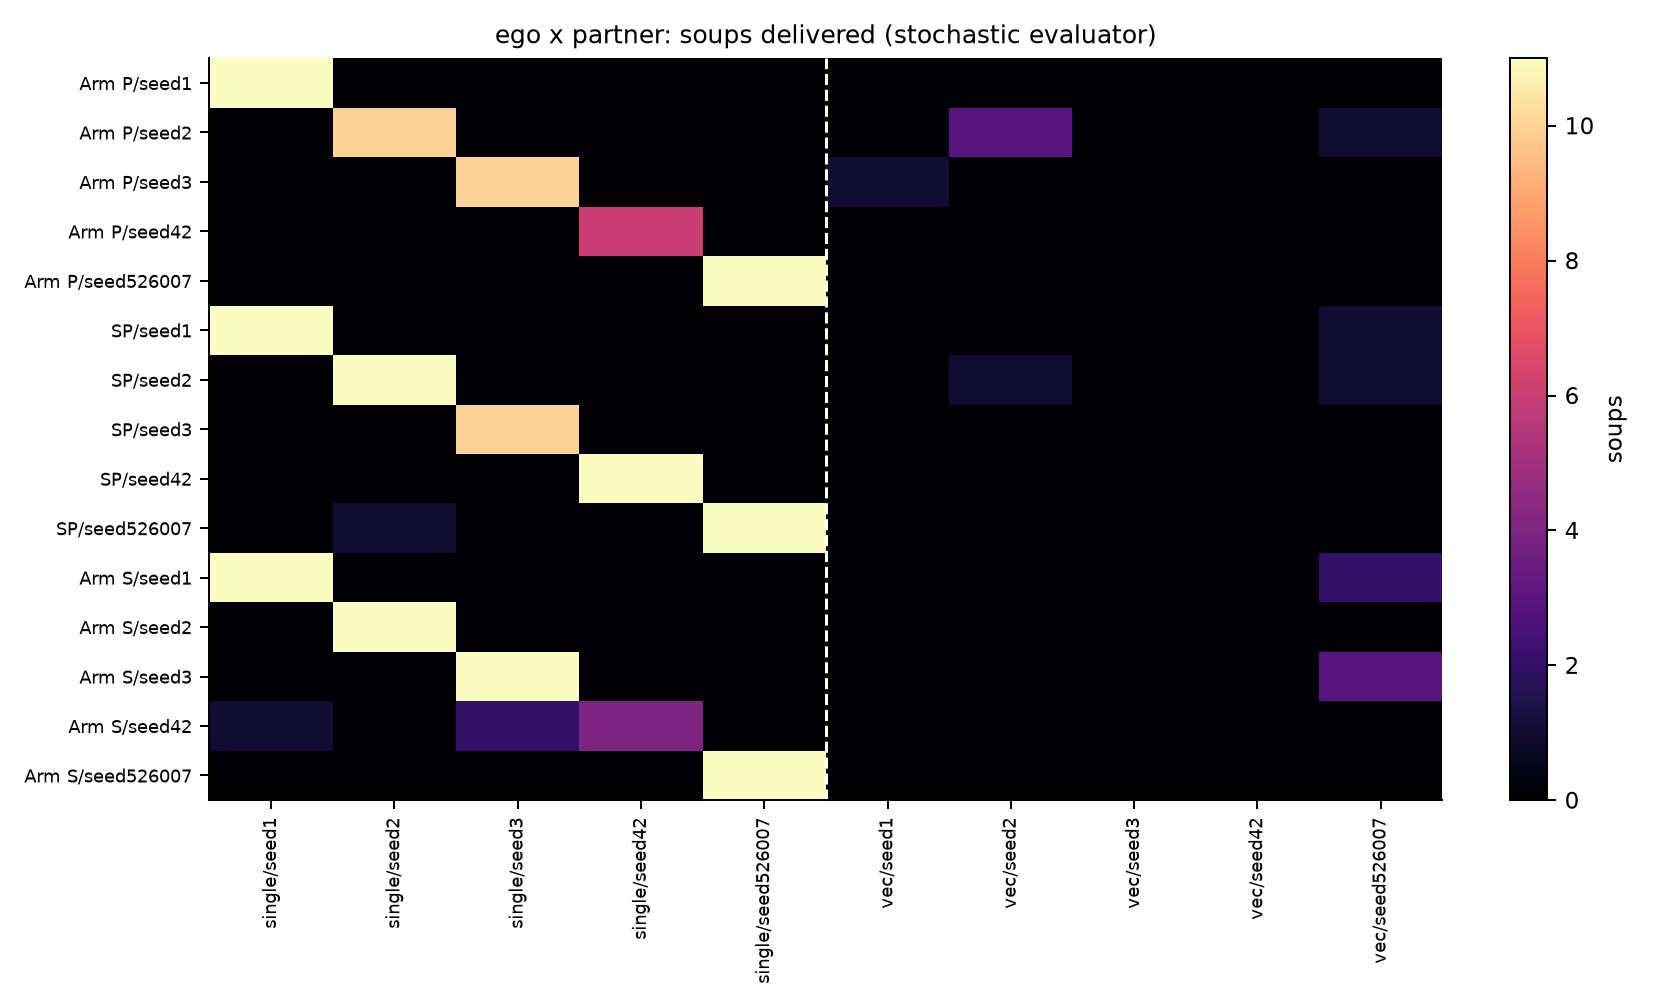 ego x partner: soups delivered (stochastic evaluator)
Arm P/seed1
Arm P/seed2
Arm P/seed3
Arm P/seed42
Arm P/seed526007
SP/seed1
SP/seed2
SP/seed3
SP/seed42
SP/seed526007
Arm S/seed1
Arm S/seed2
Arm S/seed3
Arm S/seed42
Arm S/seed526007
single/seed1
single/seed2
single/seed3
single/seed42
single/seed526007
vec/seed1
vec/seed2
vec/seed3
vec/seed42
vec/seed526007
10
8
6
4
2
0
soups